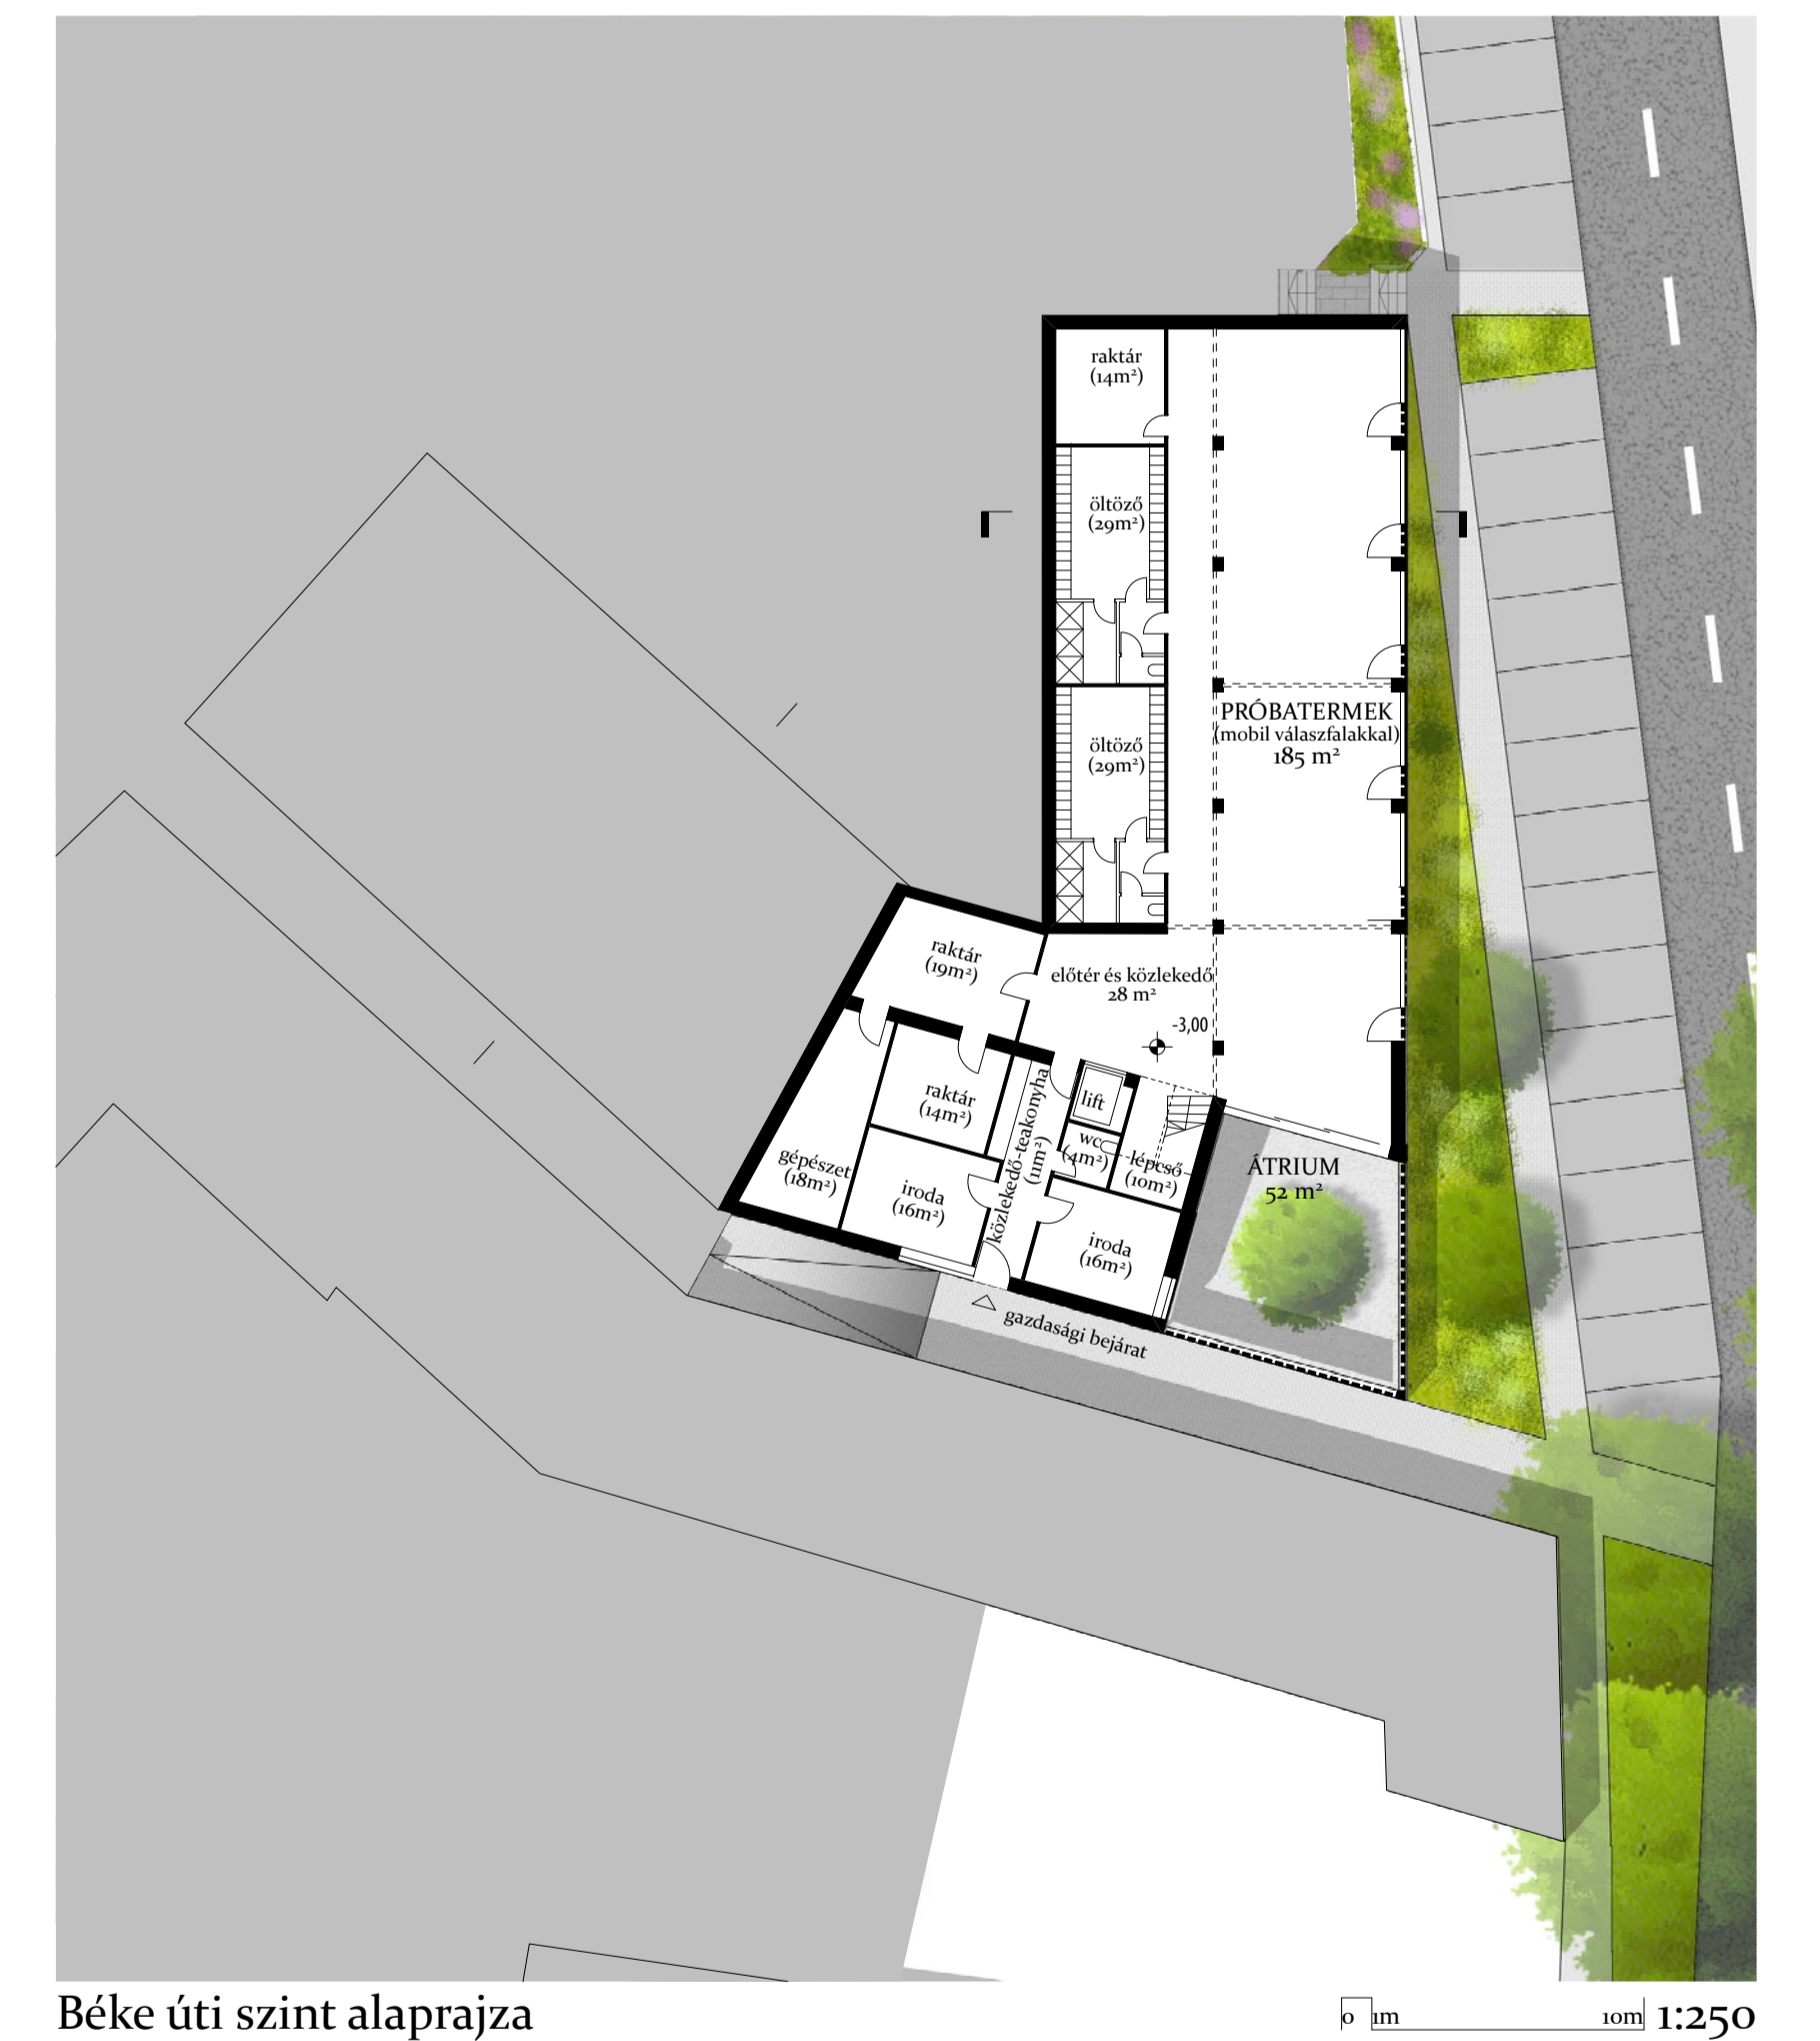 raktár
(14m²)
öltöző
(29m²)
PRÓBATERMEK
(mobil válaszfalakkal)
185 m²
öltöző
(29m²)
raktár
(19m²)
előtér és közlekedő
28 m²
-3,00
raktár
(14m²)
közlekedő-teakonyha
(11m²)
lift
wc
(4m²)
lépcső
(10m²)
ÁTRIUM
52 m²
gépészet
(18m²)
iroda
(16m²)
iroda
(16m²)
gazdasági bejárat
Béke úti szint alaprajza
0 1m 10m 1:250